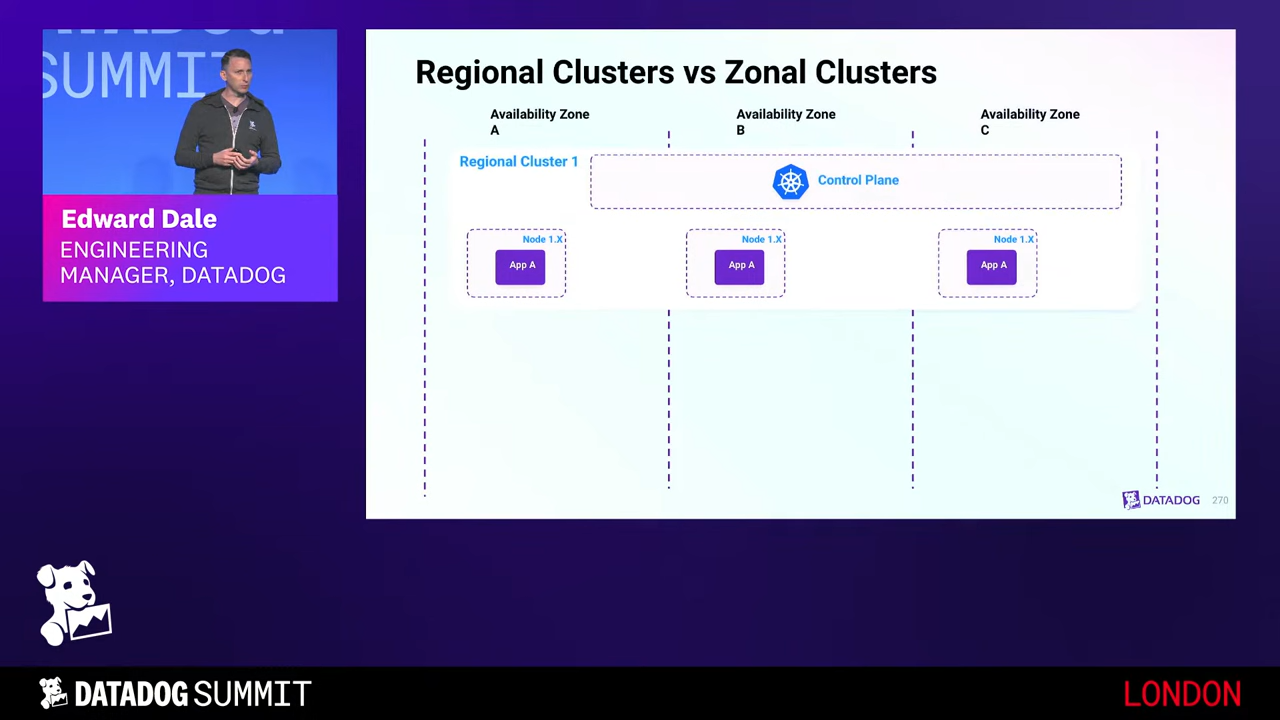 DATADOG
SUMMIT
Edward Dale
ENGINEERING
MANAGER, DATADOG
Regional Clusters vs Zonal Clusters
Availability Zone
A
Availability Zone
B
Availability Zone
C
Regional Cluster 1
Control Plane
Node 1.X
App A
Node 1.X
App A
Node 1.X
App A
DATADOG
270
DATADOG SUMMIT
LONDON